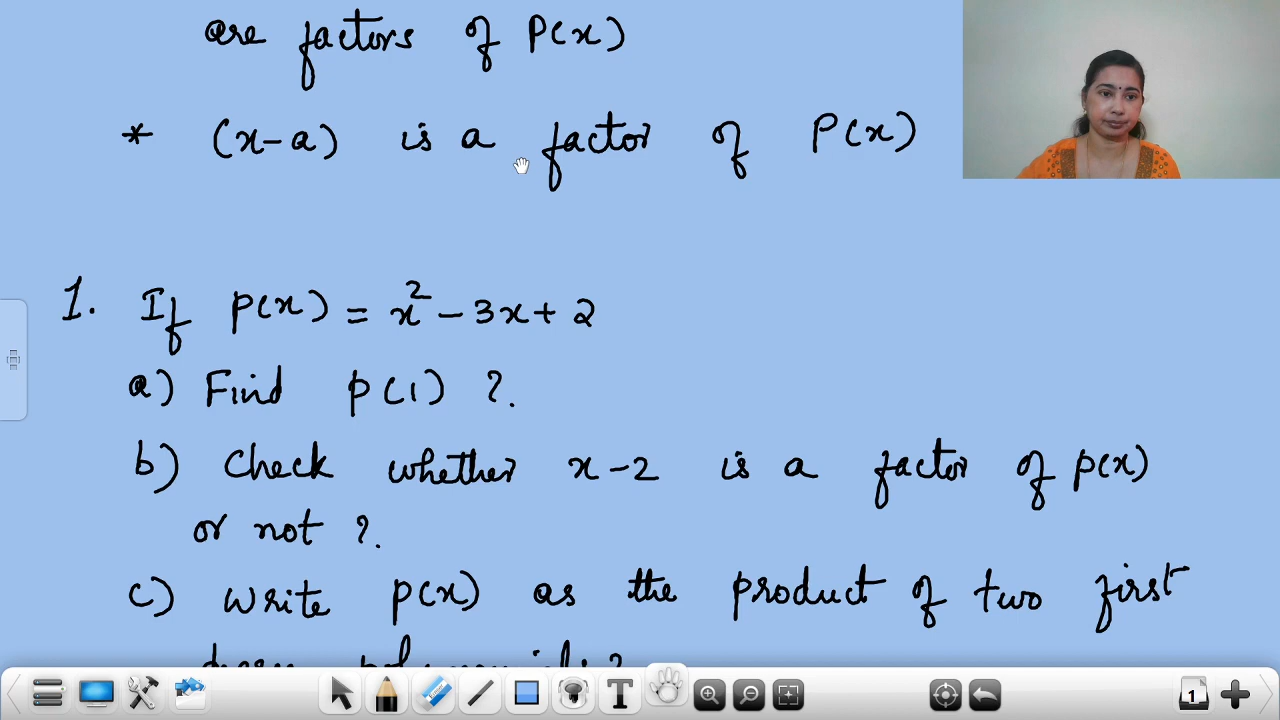 are factors of P(x)
* (x-a) is a factor of P(x)
1. If p(x) = x² - 3x + 2
a) Find p(1) ?.
b) Check whether x-2 is a factor of p(x)
or not ?.
c) Write p(x) as the product of two first
T
1